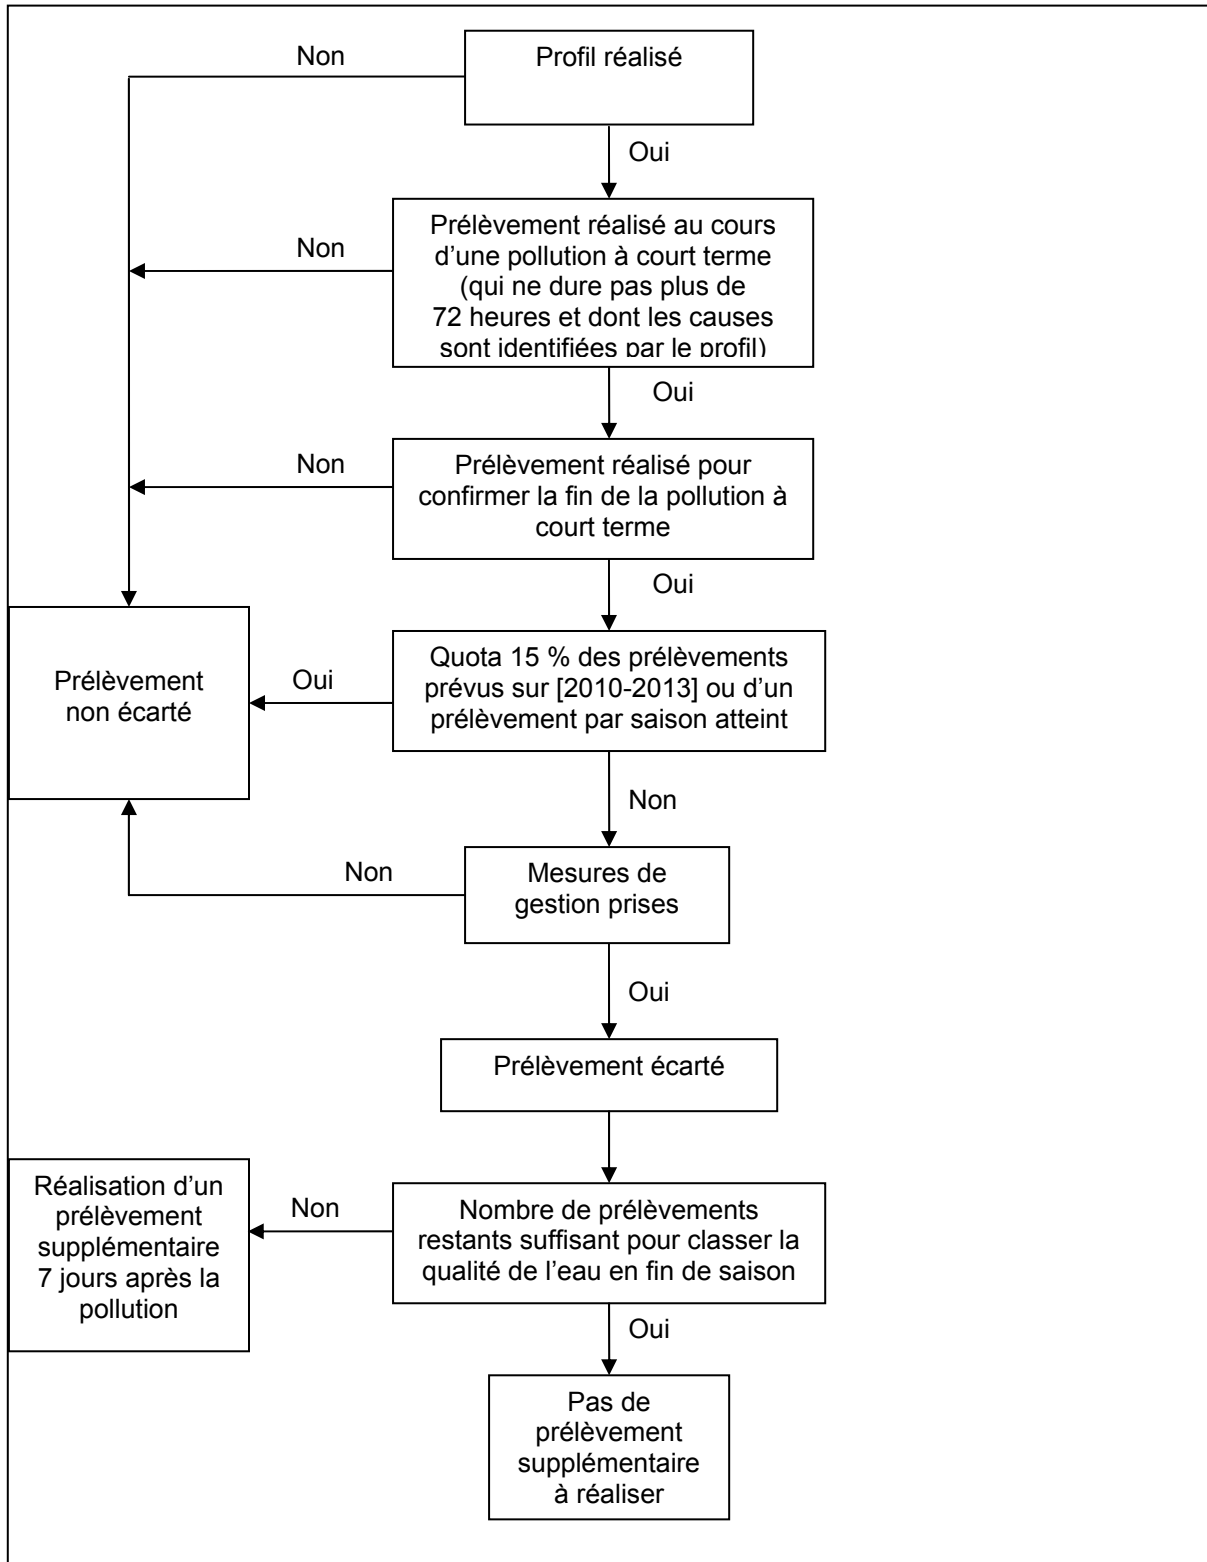 Non
Profil réalisé
Oui
Prélèvement réalisé au cours
d’une pollution à court terme
(qui ne dure pas plus de
72 heures et dont les causes
sont identifiées par le profil)
Non
Oui
Non
Prélèvement réalisé pour
confirmer la fin de la pollution à
court terme
Oui
Prélèvement
non écarté
Oui
Quota 15 % des prélèvements
prévus sur [2010-2013] ou d’un
prélèvement par saison atteint
Non
Non
Mesures de
gestion prises
Oui
Prélèvement écarté
Réalisation d’un
prélèvement
supplémentaire
7 jours après la
pollution
Non
Nombre de prélèvements
restants suffisant pour classer la
qualité de l’eau en fin de saison
Oui
Pas de
prélèvement
supplémentaire
à réaliser